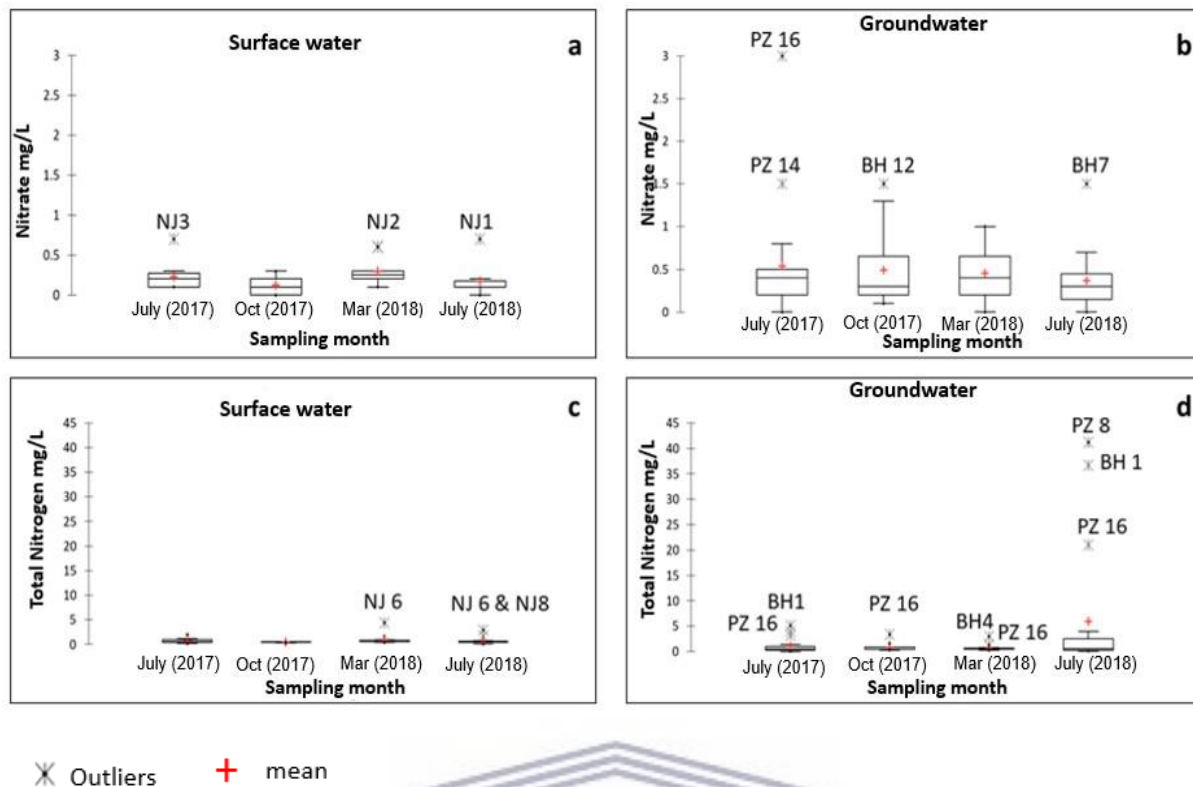 Surface water
a
Nitrate mg/L
3
2.5
2
1.5
1
0.5
0
NJ3
NJ2
NJ1
July (2017)
Oct (2017)
Mar (2018)
July (2018)
Sampling month
Groundwater
b
Nitrate mg/L
3
2.5
2
1.5
1
0.5
0
PZ 16
PZ 14
BH 12
BH7
July (2017)
Oct (2017)
Mar (2018)
July (2018)
Sampling month
Surface water
c
Total Nitrogen mg/L
45
40
35
30
25
20
15
10
5
0
NJ 6
NJ 6 & NJ8
July (2017)
Oct (2017)
Mar (2018)
July (2018)
Sampling month
Groundwater
d
Total Nitrogen mg/L
45
40
35
30
25
20
15
10
5
0
PZ 8
BH 1
PZ 16
BH1
PZ 16
PZ 16
BH4
PZ 16
July (2017)
Oct (2017)
Mar (2018)
July (2018)
Sampling month
Outliers
mean